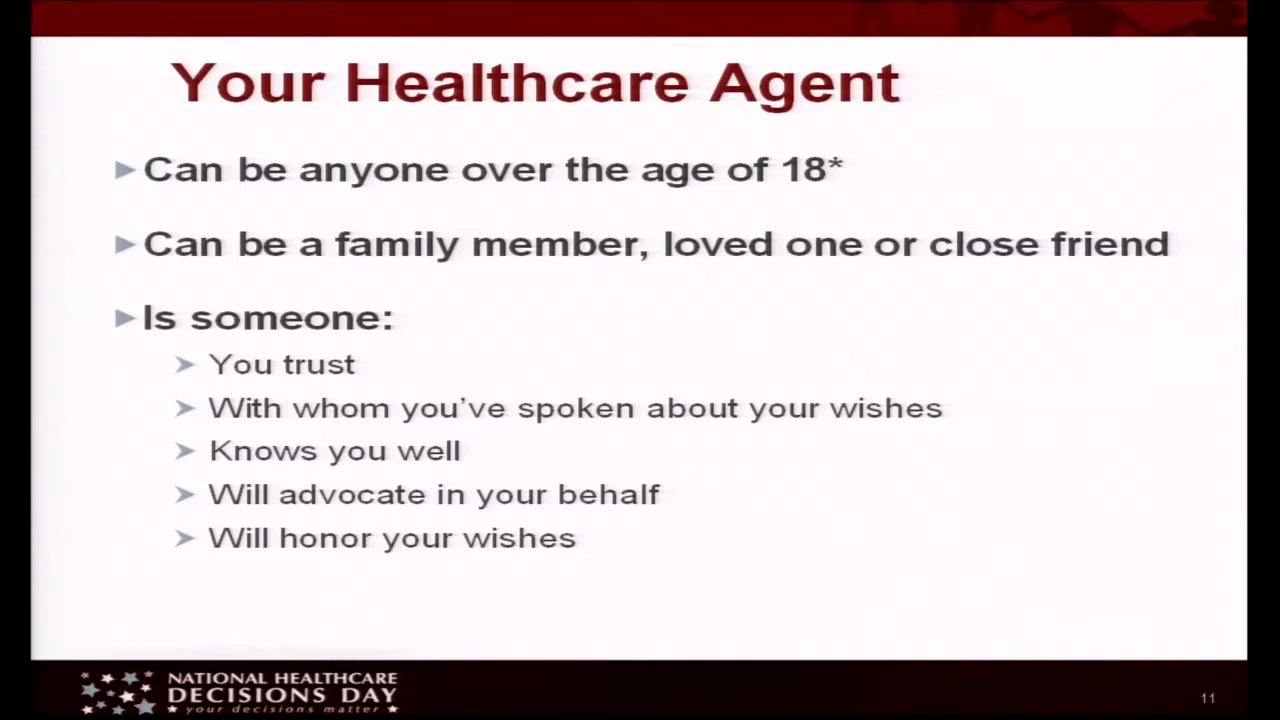 Your Healthcare Agent
Can be anyone over the age of 18*
Can be a family member, loved one or close friend
Is someone:
You trust
With whom you've spoken about your wishes
Knows you well
Will advocate in your behalf
Will honor your wishes
NATIONAL HEALTHCARE
DECISIONS DAY
your decisions matter
11